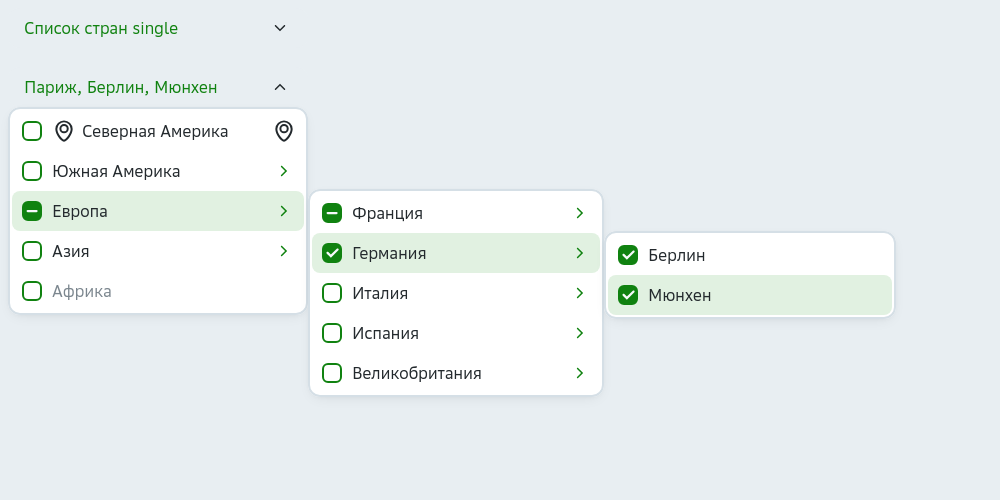 Список стран single
Париж, Берлин, Мюнхен
Северная Америка
Южная Америка
Европа
Азия
Африка
Франция
Германия
Италия
Испания
Великобритания
Берлин
Мюнхен